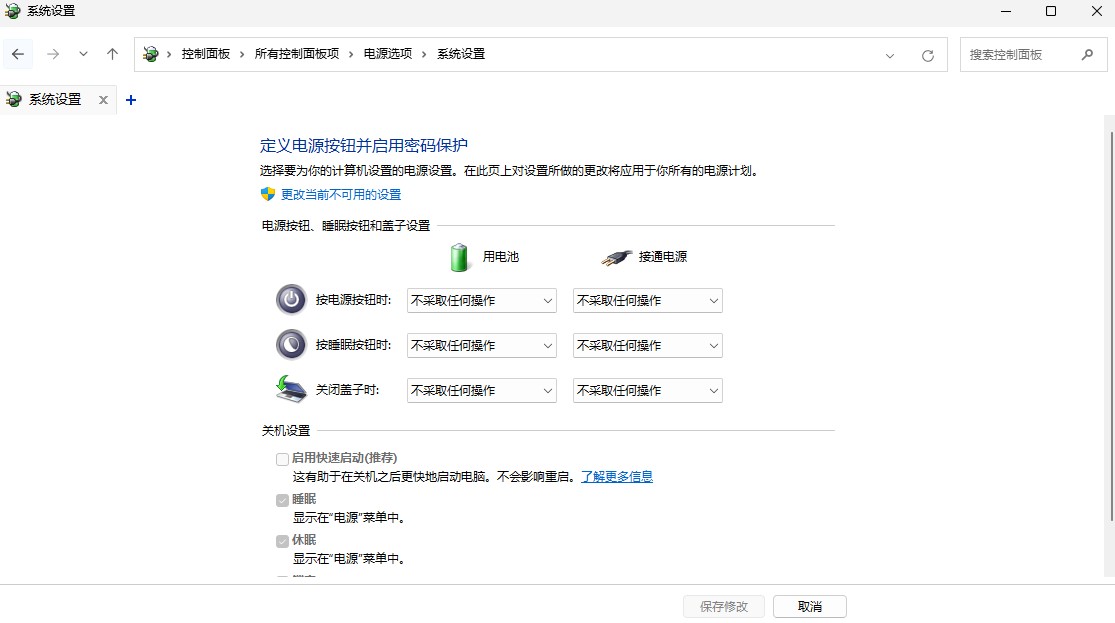 系统设置
控制面板 › 所有控制面板项 › 电源选项 › 系统设置
搜索控制面板
系统设置
定义电源按钮并启用密码保护
选择要为你的计算机设置的电源设置。在此页上对设置所做的更改将应用于你所有的电源计划。
更改当前不可用的设置
电源按钮、睡眠按钮和盖子设置
用电池 接通电源
按电源按钮时: 不采取任何操作 不采取任何操作
按睡眠按钮时: 不采取任何操作 不采取任何操作
关闭盖子时: 不采取任何操作 不采取任何操作
关机设置
启用快速启动(推荐)
这有助于在关机之后更快地启动电脑。不会影响重启。了解更多信息
睡眠
显示在“电源”菜单中。
休眠
显示在“电源”菜单中。
保存修改 取消